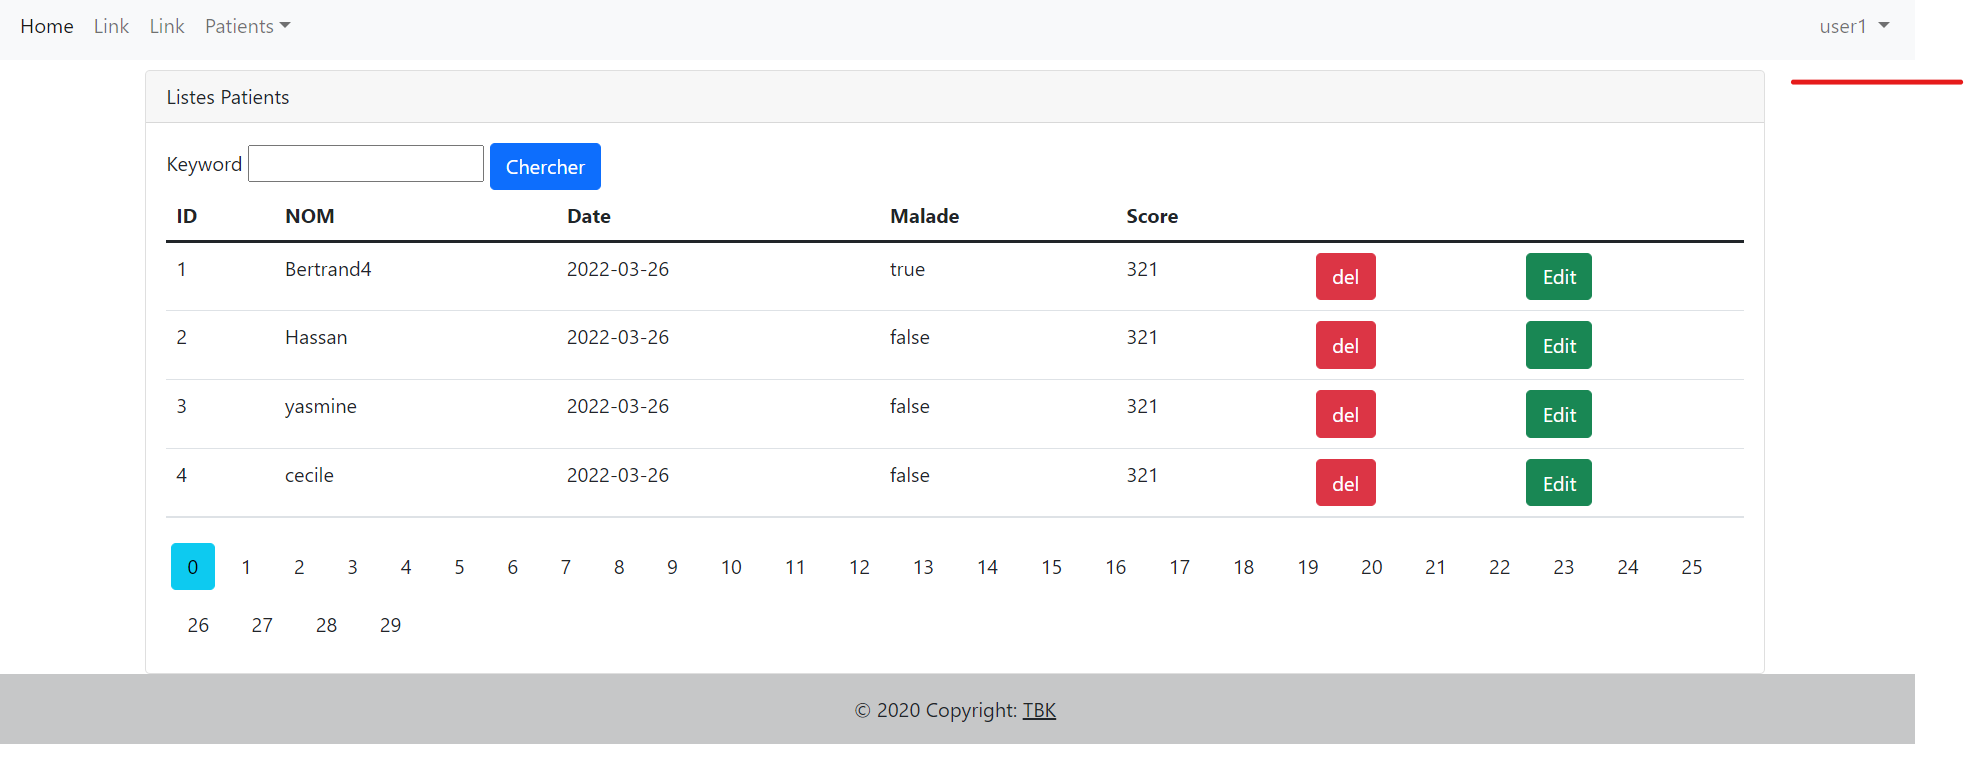 Home Link Link Patients user1
Listes Patients
Keyword Chercher
ID NOM Date Malade Score
1 Bertrand4 2022-03-26 true 321 del Edit
2 Hassan 2022-03-26 false 321 del Edit
3 yasmine 2022-03-26 false 321 del Edit
4 cecile 2022-03-26 false 321 del Edit
0 1 2 3 4 5 6 7 8 9 10 11 12 13 14 15 16 17 18 19 20 21 22 23 24 25
26 27 28 29
© 2020 Copyright: TBK